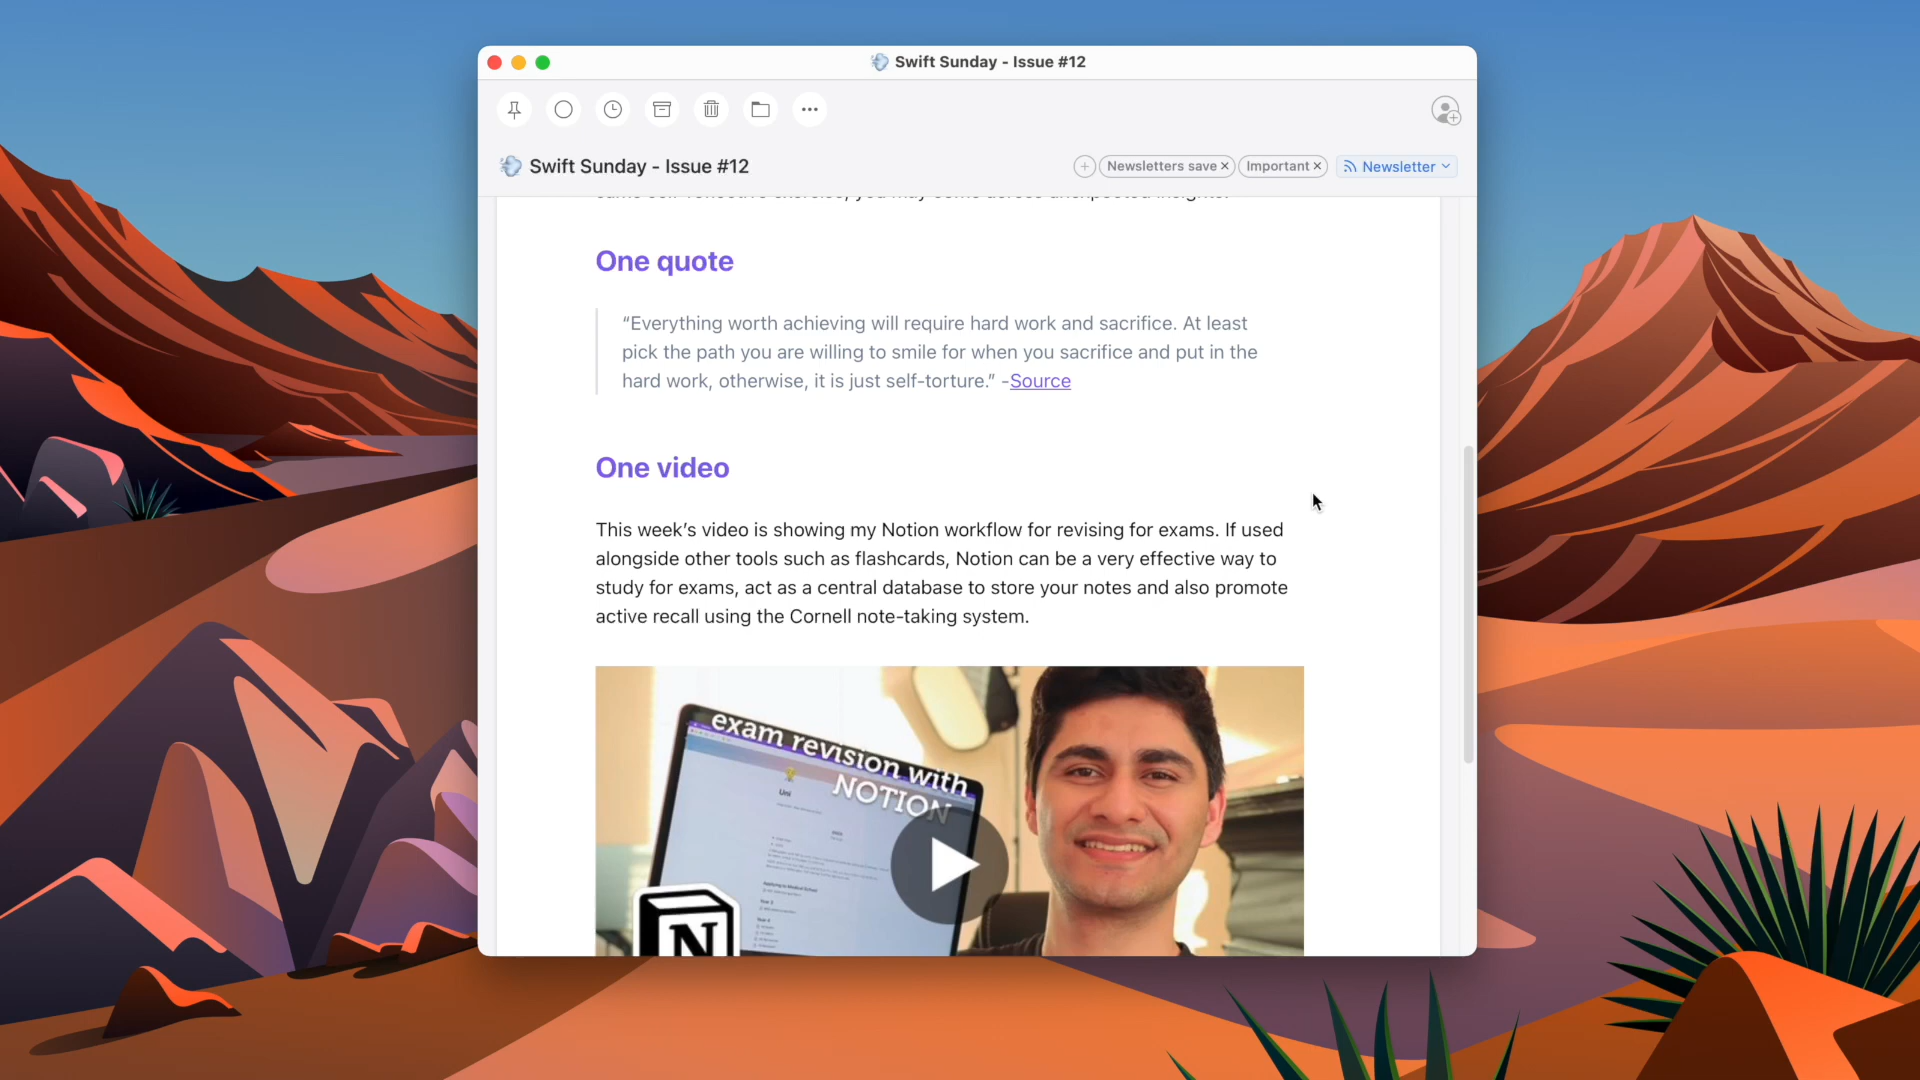 Swift Sunday - Issue #12
Swift Sunday - Issue #12
Newsletters save
Important
Newsletter
One quote
“Everything worth achieving will require hard work and sacrifice. At least
pick the path you are willing to smile for when you sacrifice and put in the
hard work, otherwise, it is just self-torture.” -Source
One video
This week’s video is showing my Notion workflow for revising for exams. If used
alongside other tools such as flashcards, Notion can be a very effective way to
study for exams, act as a central database to store your notes and also promote
active recall using the Cornell note-taking system.
exam revision with
NOTION
Uni
N